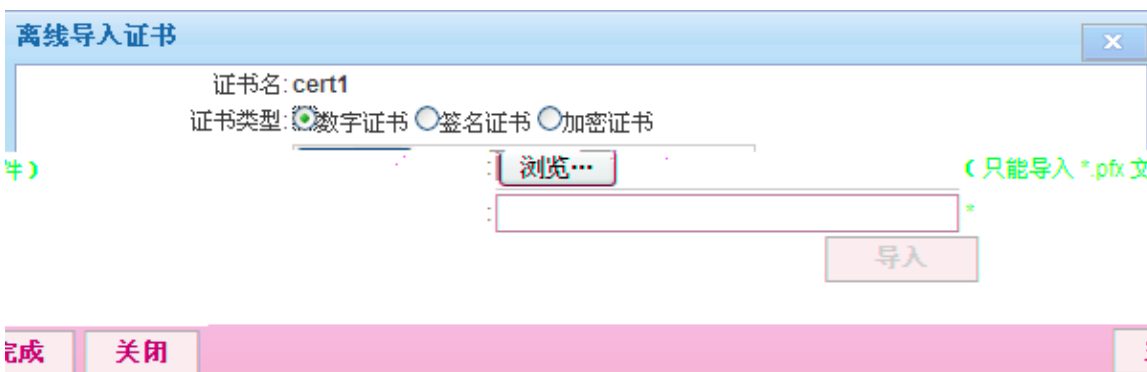 离线导入证书
证书名: cert1
证书类型: 数字证书 签名证书 加密证书
件) : 浏览… (只能导入 *.pfx 文
: *
导入
完成 关闭